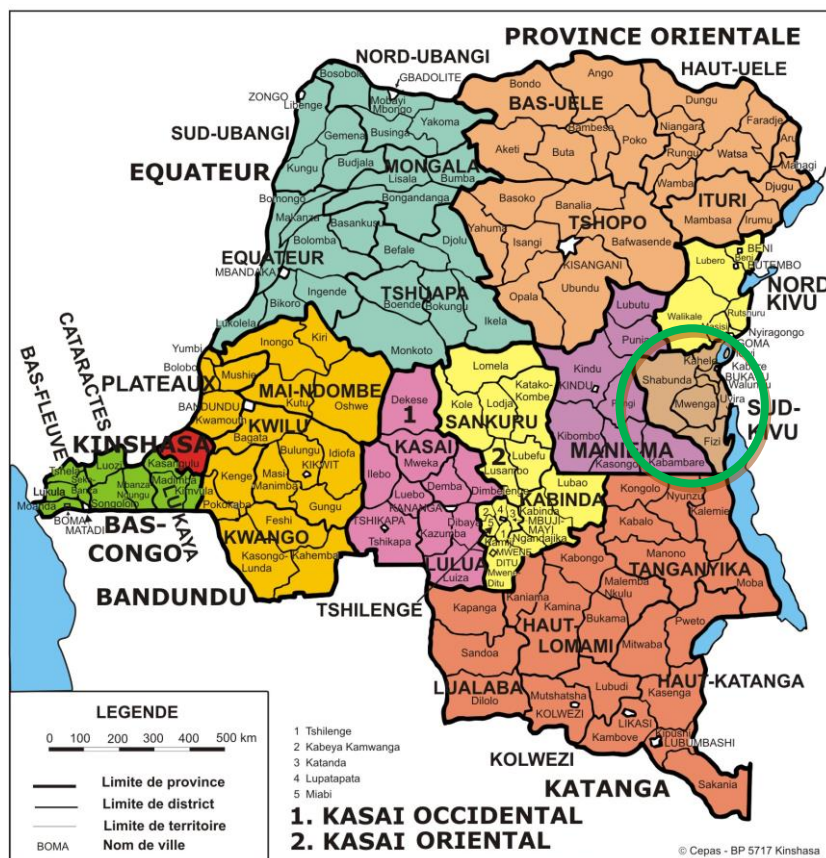 PROVINCE ORIENTALE
NORD-UBANGI
GBADOLITE
HAUT-UELE
Bosobolo
ZONGO
Libenge
Mobayi
Mbongo
Yakoma
Bondo
Ango
BAS-UELE
Dungu
Faradje
SUD-UBANGI
Gemena
Businga
Bambesa
Niangara
Aru
EQUATEUR
Kungu
Budjala
MONGALA
Aketi
Buta
Poko
Rungu
Watsa
Mahagi
Lisala
Bumba
Wamba
Djugu
Bomongo
Bongandanga
Basoko
Banalia
ITURI
Makanza
Basankusu
Yahuma
TSHOPO
Mambasa
Irumu
EQUATEUR
Bolomba
Befale
Djolu
Isangi
Bafwasende
MBANDAKA
KISANGANI
Lubero
Beni
BENI
BUTEMBO
Ingende
TSHUAPA
Opala
Ubundu
NORD
KIVU
Bikoro
Boende
Bokungu
Lubutu
Rutshuru
Lukolela
Ikela
Walikale
Masisi
Nyiragongo
Yumbi
Inongo
Kiri
Monkoto
Punia
GOMA
Bolobo
Kahele
PLATEAUX
Mushie
Lomela
Kindu
Shabunda
BUKAVU
CATARACTES
BAS-FLEUVE
MAI-NDOMBE
Dekese
Katako-
Kombe
KINDU
Walungu
BANDUNDU
Kutu
Oshwe
1
Kole
Lodja
Mwenga
Uvira
SUD-
KIVU
Kwamouth
KWILU
SANKURU
KINSHASA
Bagata
KASAI
2
Lubefu
Kibombo
MANIEMA
Fizi
Kasangulu
Bulungu
Idiofa
Ilebo
Mweka
Lusambo
Kasongo
Kabambare
Tshela
Luozi
Kenge
KIKWIT
Demba
Dimbelenge
Lubao
Kongolo
Nyunzu
Madimba
Masi-
Manimba
Luebo
KABINDA
Kalemie
Lukula
Kimvula
Gungu
KANANGA
Kabinda
Kabalo
Moanda
Songololo
Feshi
TSHIKAPA
Dibaya
MBUJI-
MAYI
BOMA
MATADI
BAS-
CONGO
LUKAYA
KWANGO
Kazumba
Ngandajika
Manono
Tshikapa
MWENE
DITU
Kabongo
TANGANYIKA
Kasongo-
Lunda
Kahemba
LULUA
Mwene
Ditu
Malemba
Nkulu
Moba
BANDUNDU
Luiza
Kaniama
TSHILENGE
Kapanga
Kamina
Bukama
Pweto
HAUT-
LOMAMI
Mitwaba
Sandoa
HAUT-KATANGA
LUALABA
Lubudi
Kasenga
Dilolo
Mutshatsha
KOLWEZI
LIKASI
Kipushi
Kambove
LUBUMBASHI
KOLWEZI
KATANGA
Sakania
LEGENDE
0 100 200 300 400 500 km
Limite de province
Limite de district
Limite de territoire
BOMA Nom de ville
1 Tshilenge
2 Kabeya Kamwanga
3 Katanda
4 Lupatapata
5 Miabi
1. KASAI OCCIDENTAL
2. KASAI ORIENTAL
© Cepas - BP 5717 Kinshasa